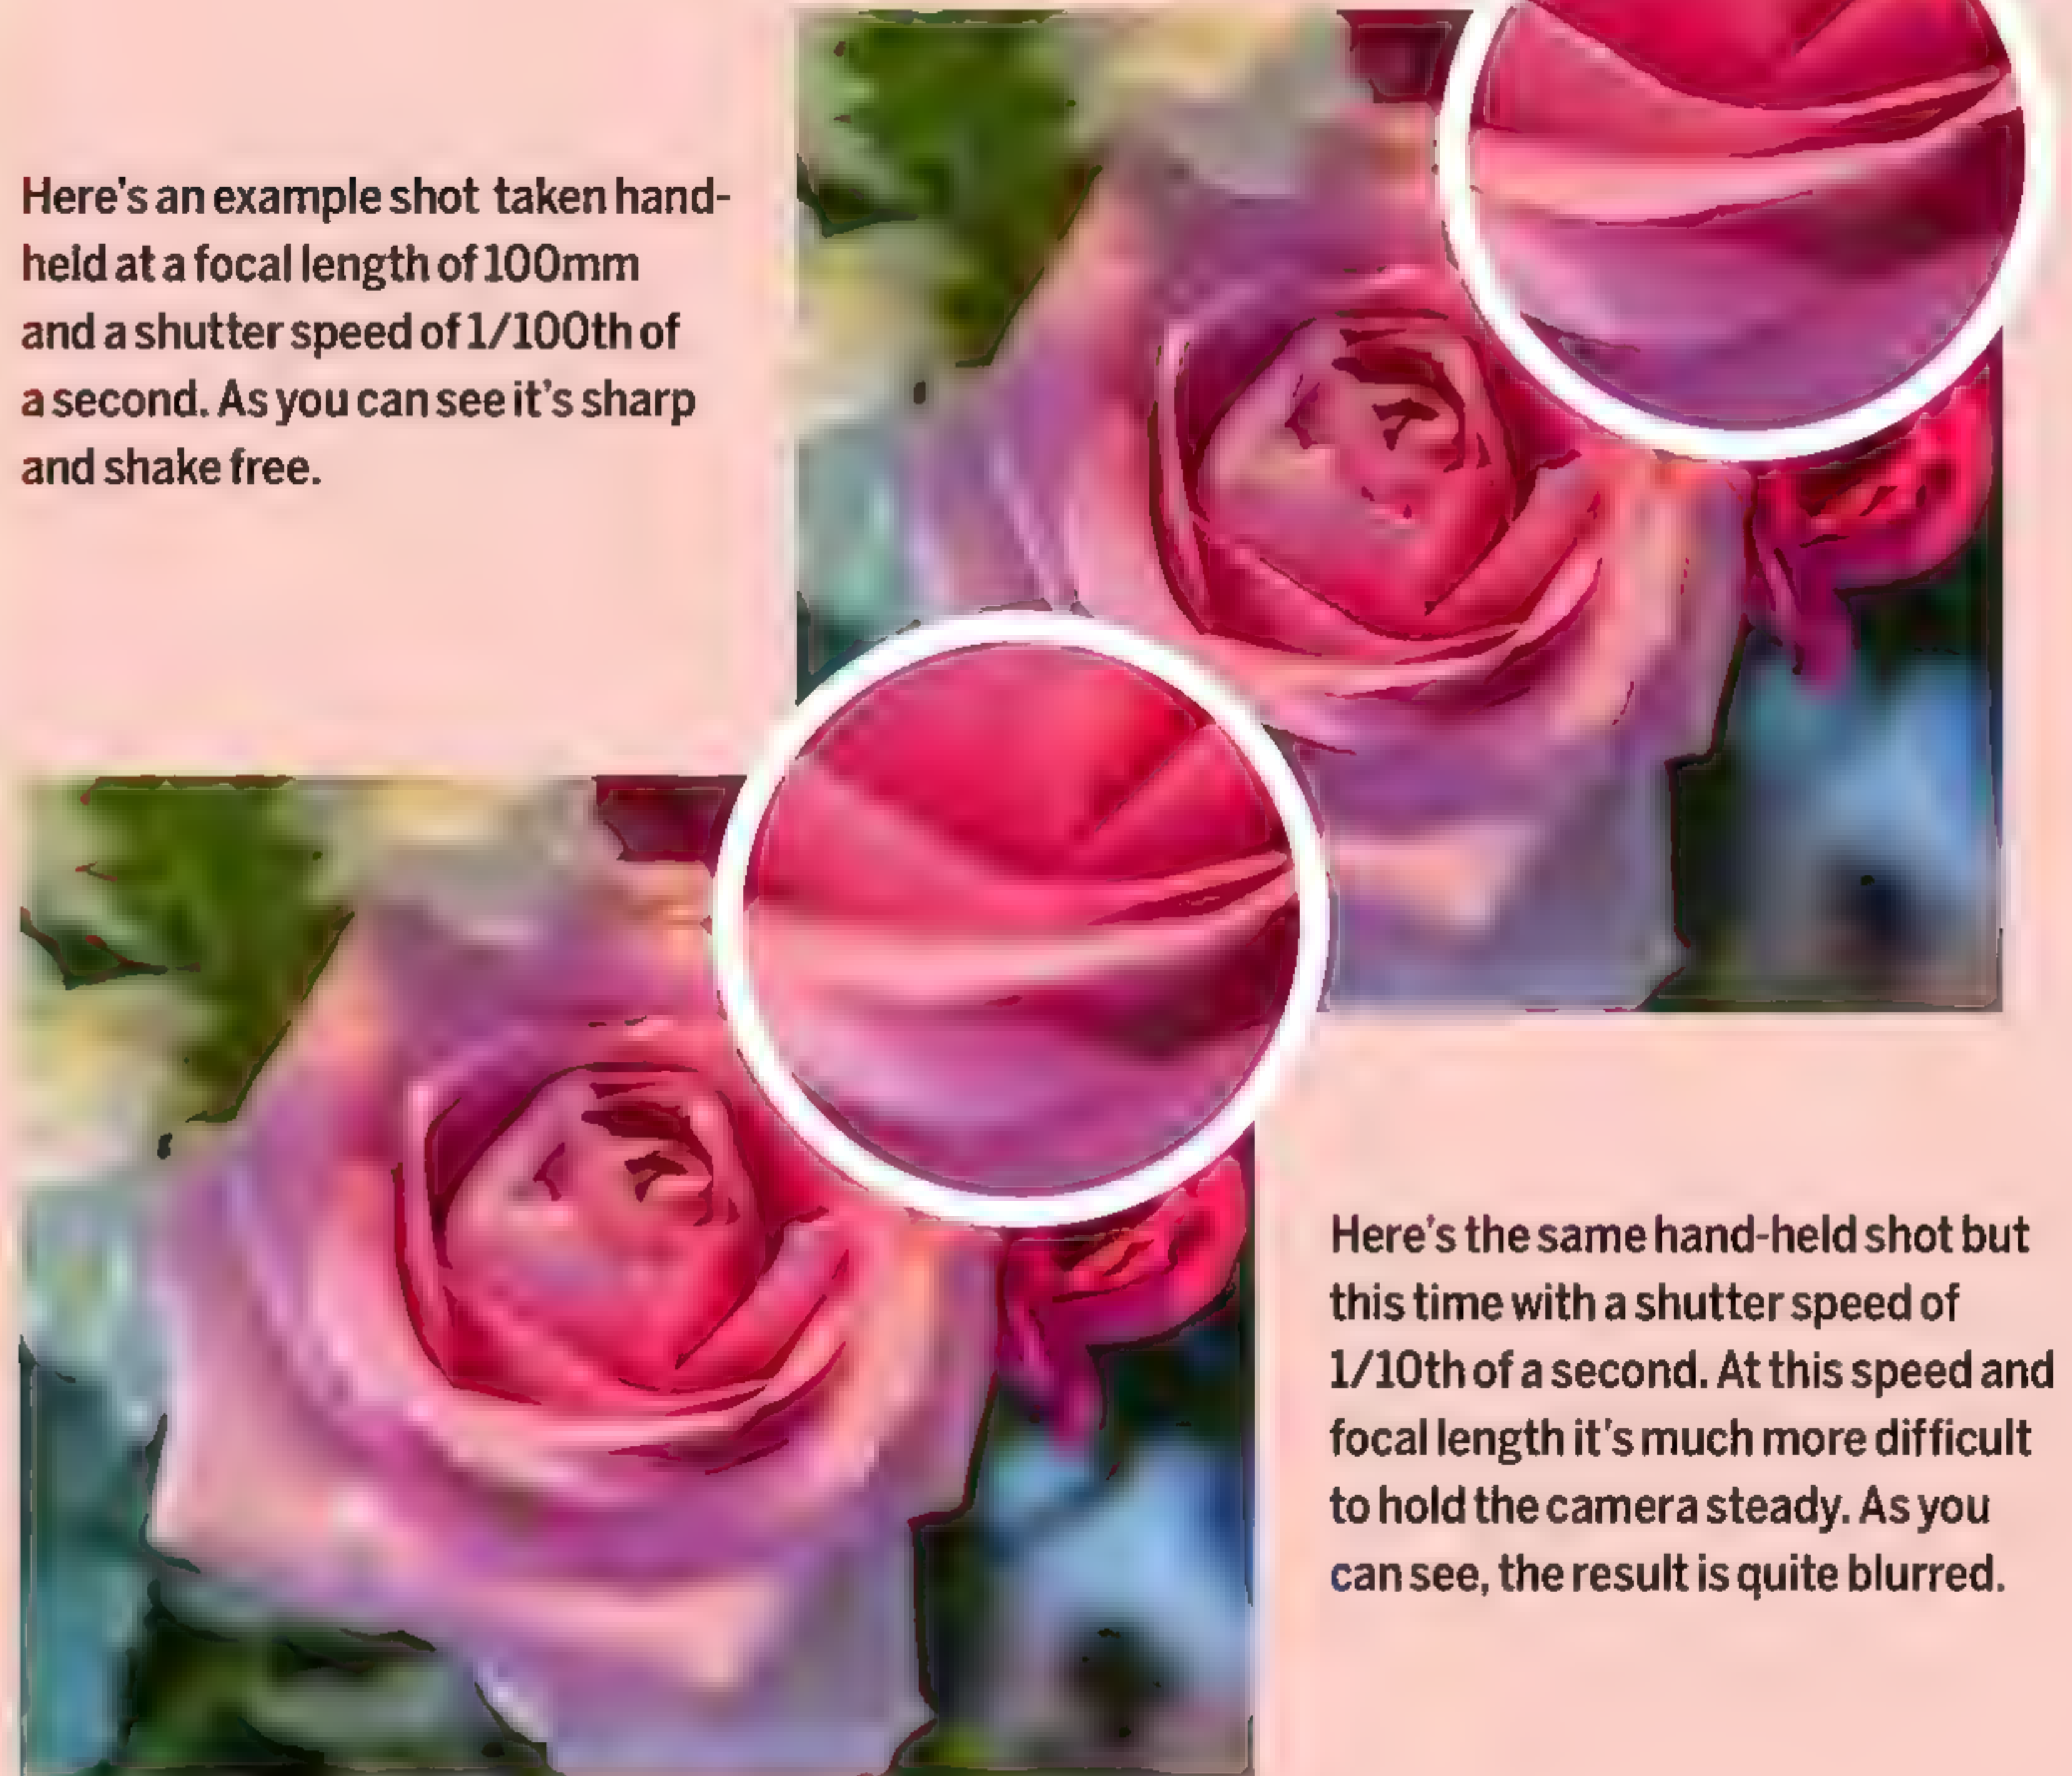 Here's an example shot taken hand-
held at a focal length of 100mm
and a shutter speed of 1/100th of
a second. As you can see it's sharp
and shake free.
Here's the same hand-held shot but
this time with a shutter speed of
1/10th of a second. At this speed and
focal length it's much more difficult
to hold the camera steady. As you
can see, the result is quite blurred.